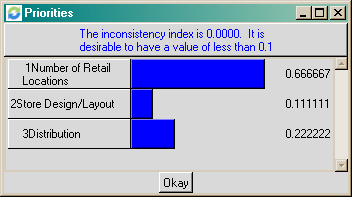 Priorities
The inconsistency index is 0.0000. It is
desirable to have a value of less than 0.1
1Number of Retail
Locations
0.666667
2Store Design/Layout
0.111111
3Distribution
0.222222
Okay